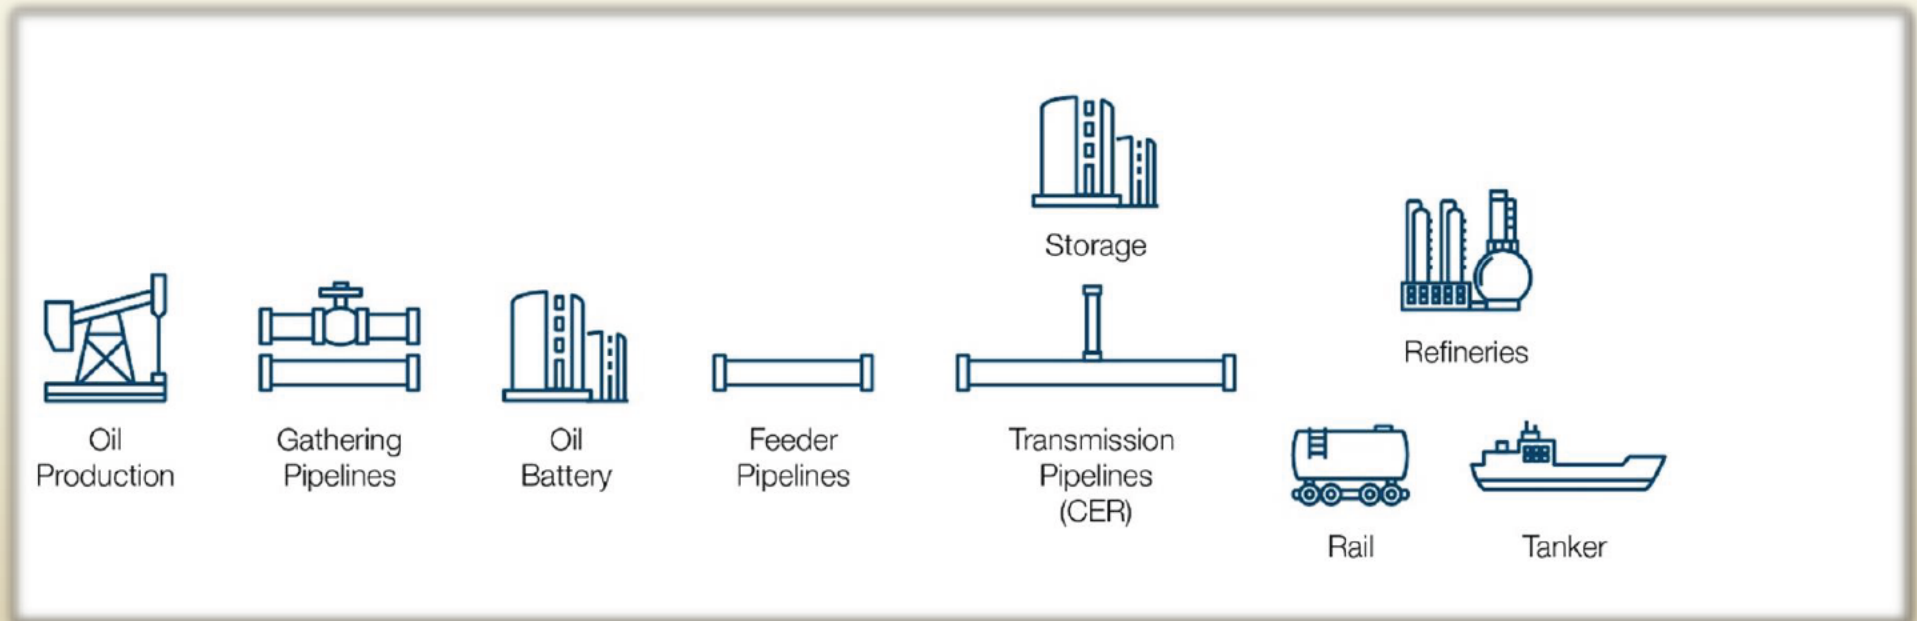 Storage
Refineries
Oil
Production
Gathering
Pipelines
Oil
Battery
Feeder
Pipelines
Transmission
Pipelines
(CER)
Rail
Tanker